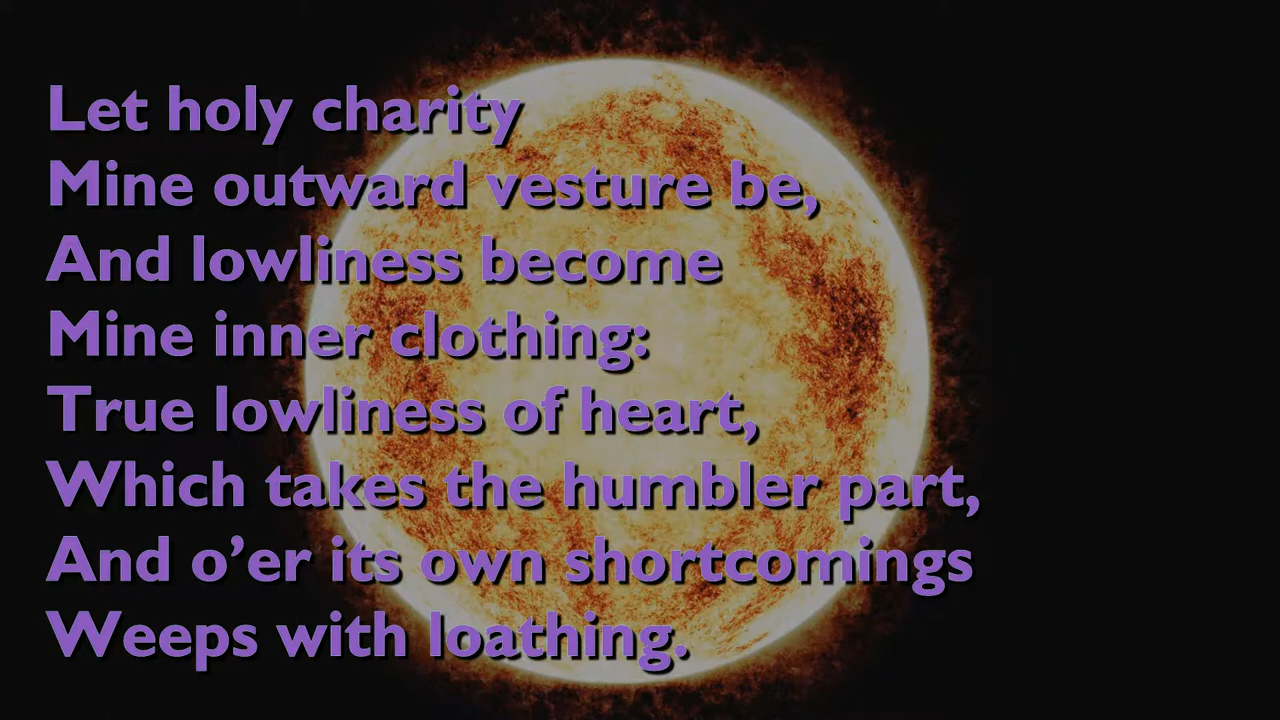 Let holy charity
Mine outward vesture be,
And lowliness become
Mine inner clothing:
True lowliness of heart,
Which takes the humbler part,
And o’er its own shortcomings
Weeps with loathing.